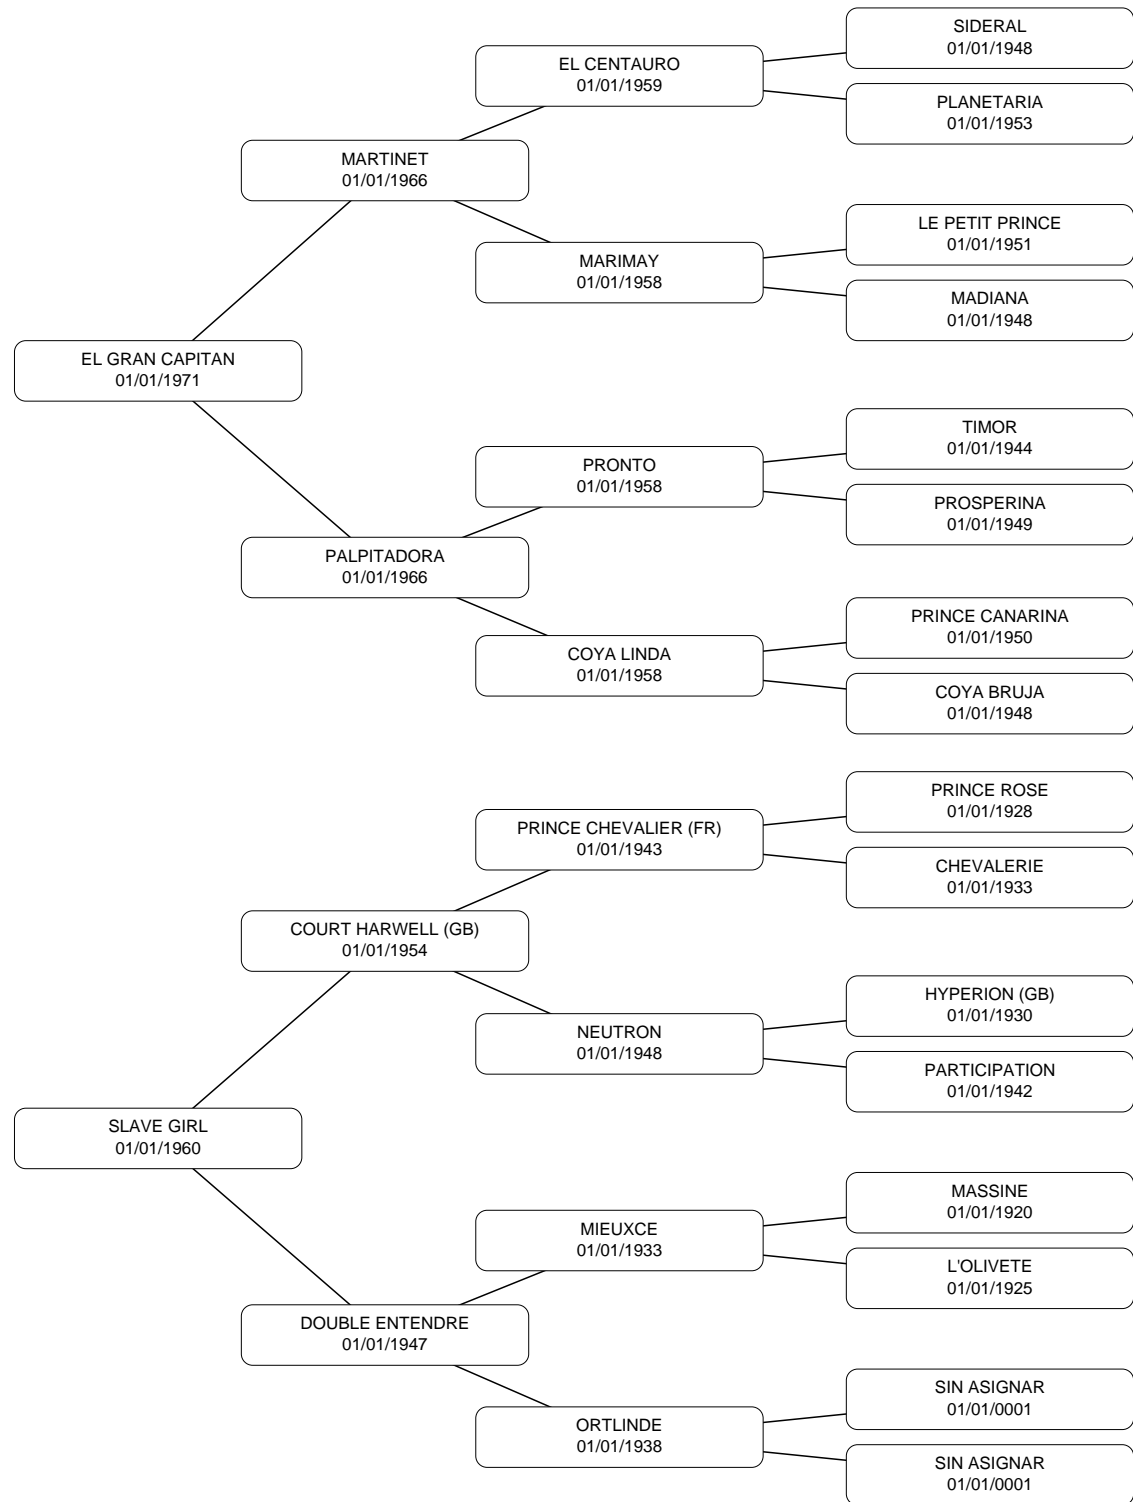 SIDERAL
01/01/1948
EL CENTAURO
01/01/1959
PLANETARIA
01/01/1953
MARTINET
01/01/1966
LE PETIT PRINCE
01/01/1951
MARIMAY
01/01/1958
MADIANA
01/01/1948
EL GRAN CAPITAN
01/01/1971
TIMOR
01/01/1944
PRONTO
01/01/1958
PROSPERINA
01/01/1949
PALPITADORA
01/01/1966
PRINCE CANARINA
01/01/1950
COYA LINDA
01/01/1958
COYA BRUJA
01/01/1948
PRINCE ROSE
01/01/1928
PRINCE CHEVALIER (FR)
01/01/1943
CHEVALERIE
01/01/1933
COURT HARWELL (GB)
01/01/1954
HYPERION (GB)
01/01/1930
NEUTRON
01/01/1948
PARTICIPATION
01/01/1942
SLAVE GIRL
01/01/1960
MASSINE
01/01/1920
MIEUXCE
01/01/1933
L'OLIVETE
01/01/1925
DOUBLE ENTENDRE
01/01/1947
SIN ASIGNAR
01/01/0001
ORTLINDE
01/01/1938
SIN ASIGNAR
01/01/0001